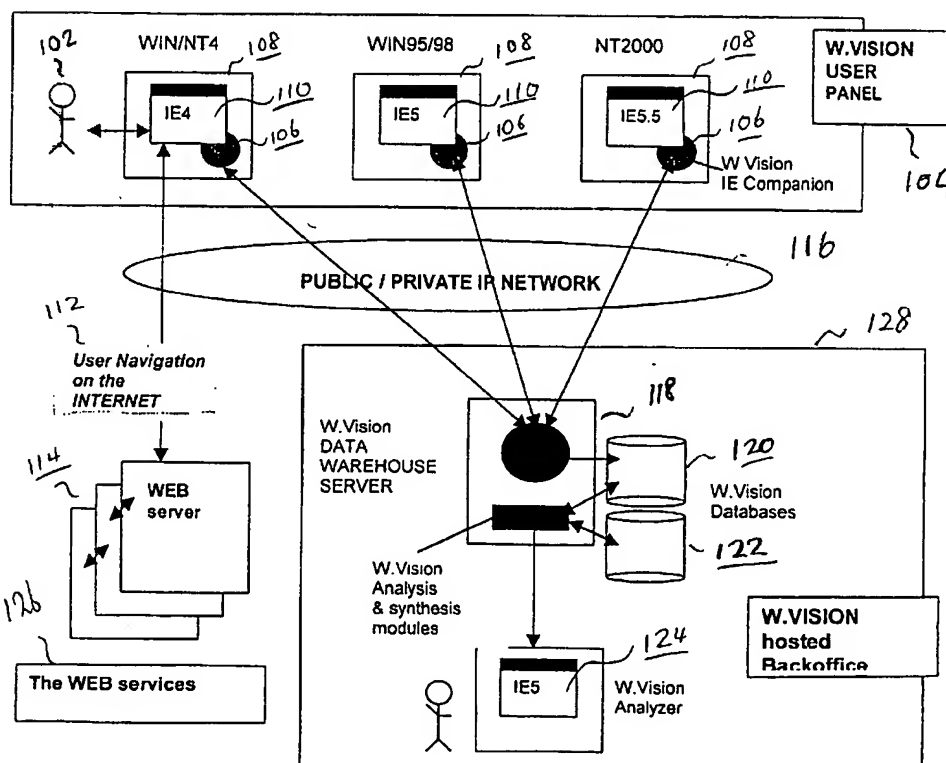 102
WIN/NT4
108
WIN95/98
108
NT2000
108
W.VISION
USER
PANEL
IE4
110
IE5
110
IE5.5
110
106
106
106
W Vision
IE Companion
116
PUBLIC / PRIVATE IP NETWORK
112
User Navigation
on the
INTERNET
128
118
W.Vision
DATA
WAREHOUSE
SERVER
120
W.Vision
Databases
122
114
WEB
server
W.Vision
Analysis
& synthesis
modules
126
The WEB services
124
IE5
W.Vision
Analyzer
W.VISION
hosted
Backoffice